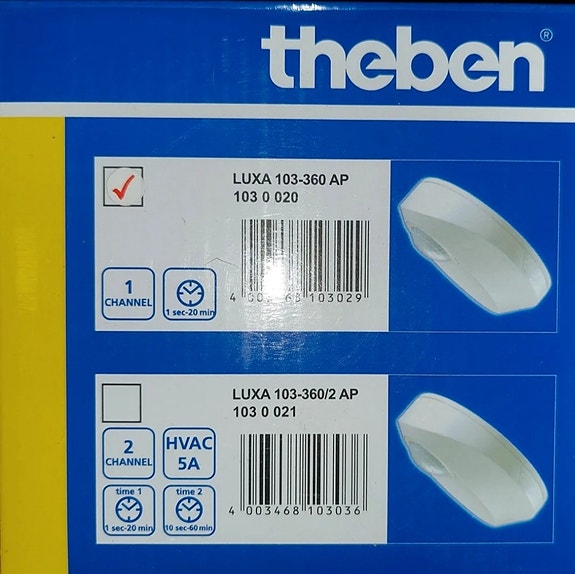 theben®
LUXA 103-360 AP
103 0 020
1
CHANNEL
1 sec-20 min
103029
LUXA 103-360/2 AP
103 0 021
2
CHANNEL
HVAC
5A
time 1
1 sec-20 min
time 2
10 sec-60 min
4 003468 103036